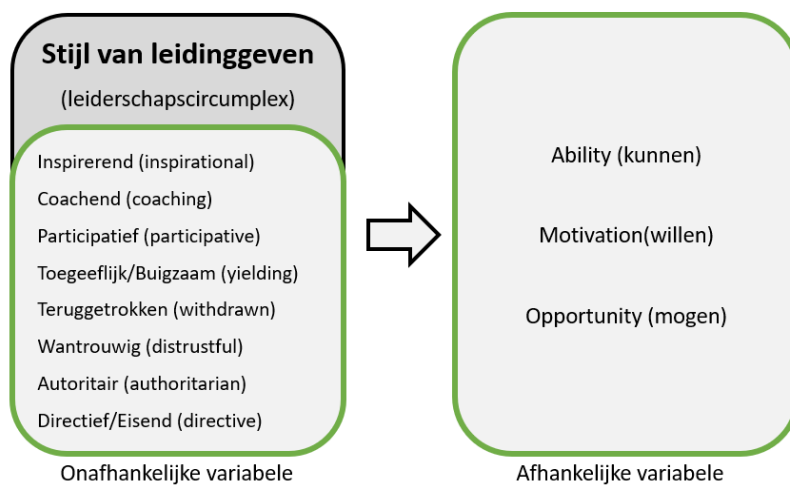 Stijl van leidinggeven
(leiderschapscircumplex)
Inspirerend (inspirational)
Coachend (coaching)
Participatief (participative)
Toegeeflijk/Buigzaam (yielding)
Teruggetrokken (withdrawn)
Wantrouwig (distrustful)
Autoritair (authoritarian)
Directief/Eisend (directive)
Onafhankelijke variabele
Ability (kunnen)
Motivation(willen)
Opportunity (mogen)
Afhankelijke variabele